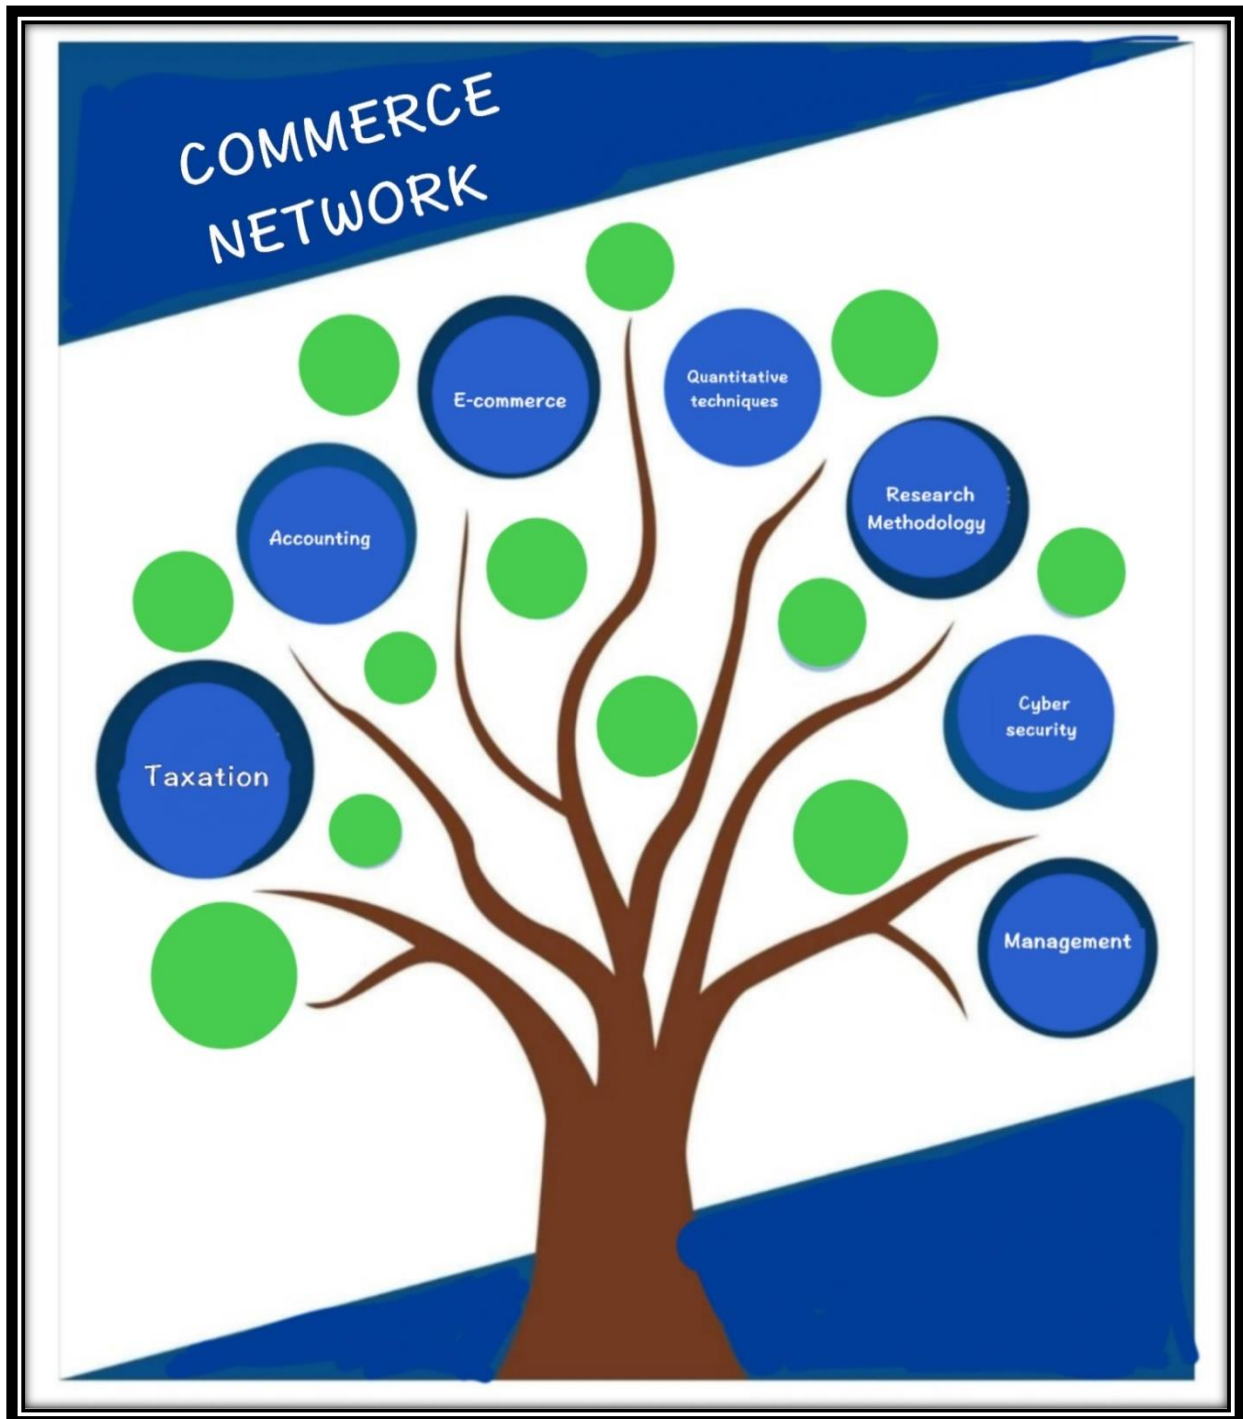 COMMERCE
NETWORK
E-commerce
Quantitative
techniques
Research
Methodology
Accounting
Cyber
security
Taxation
Management